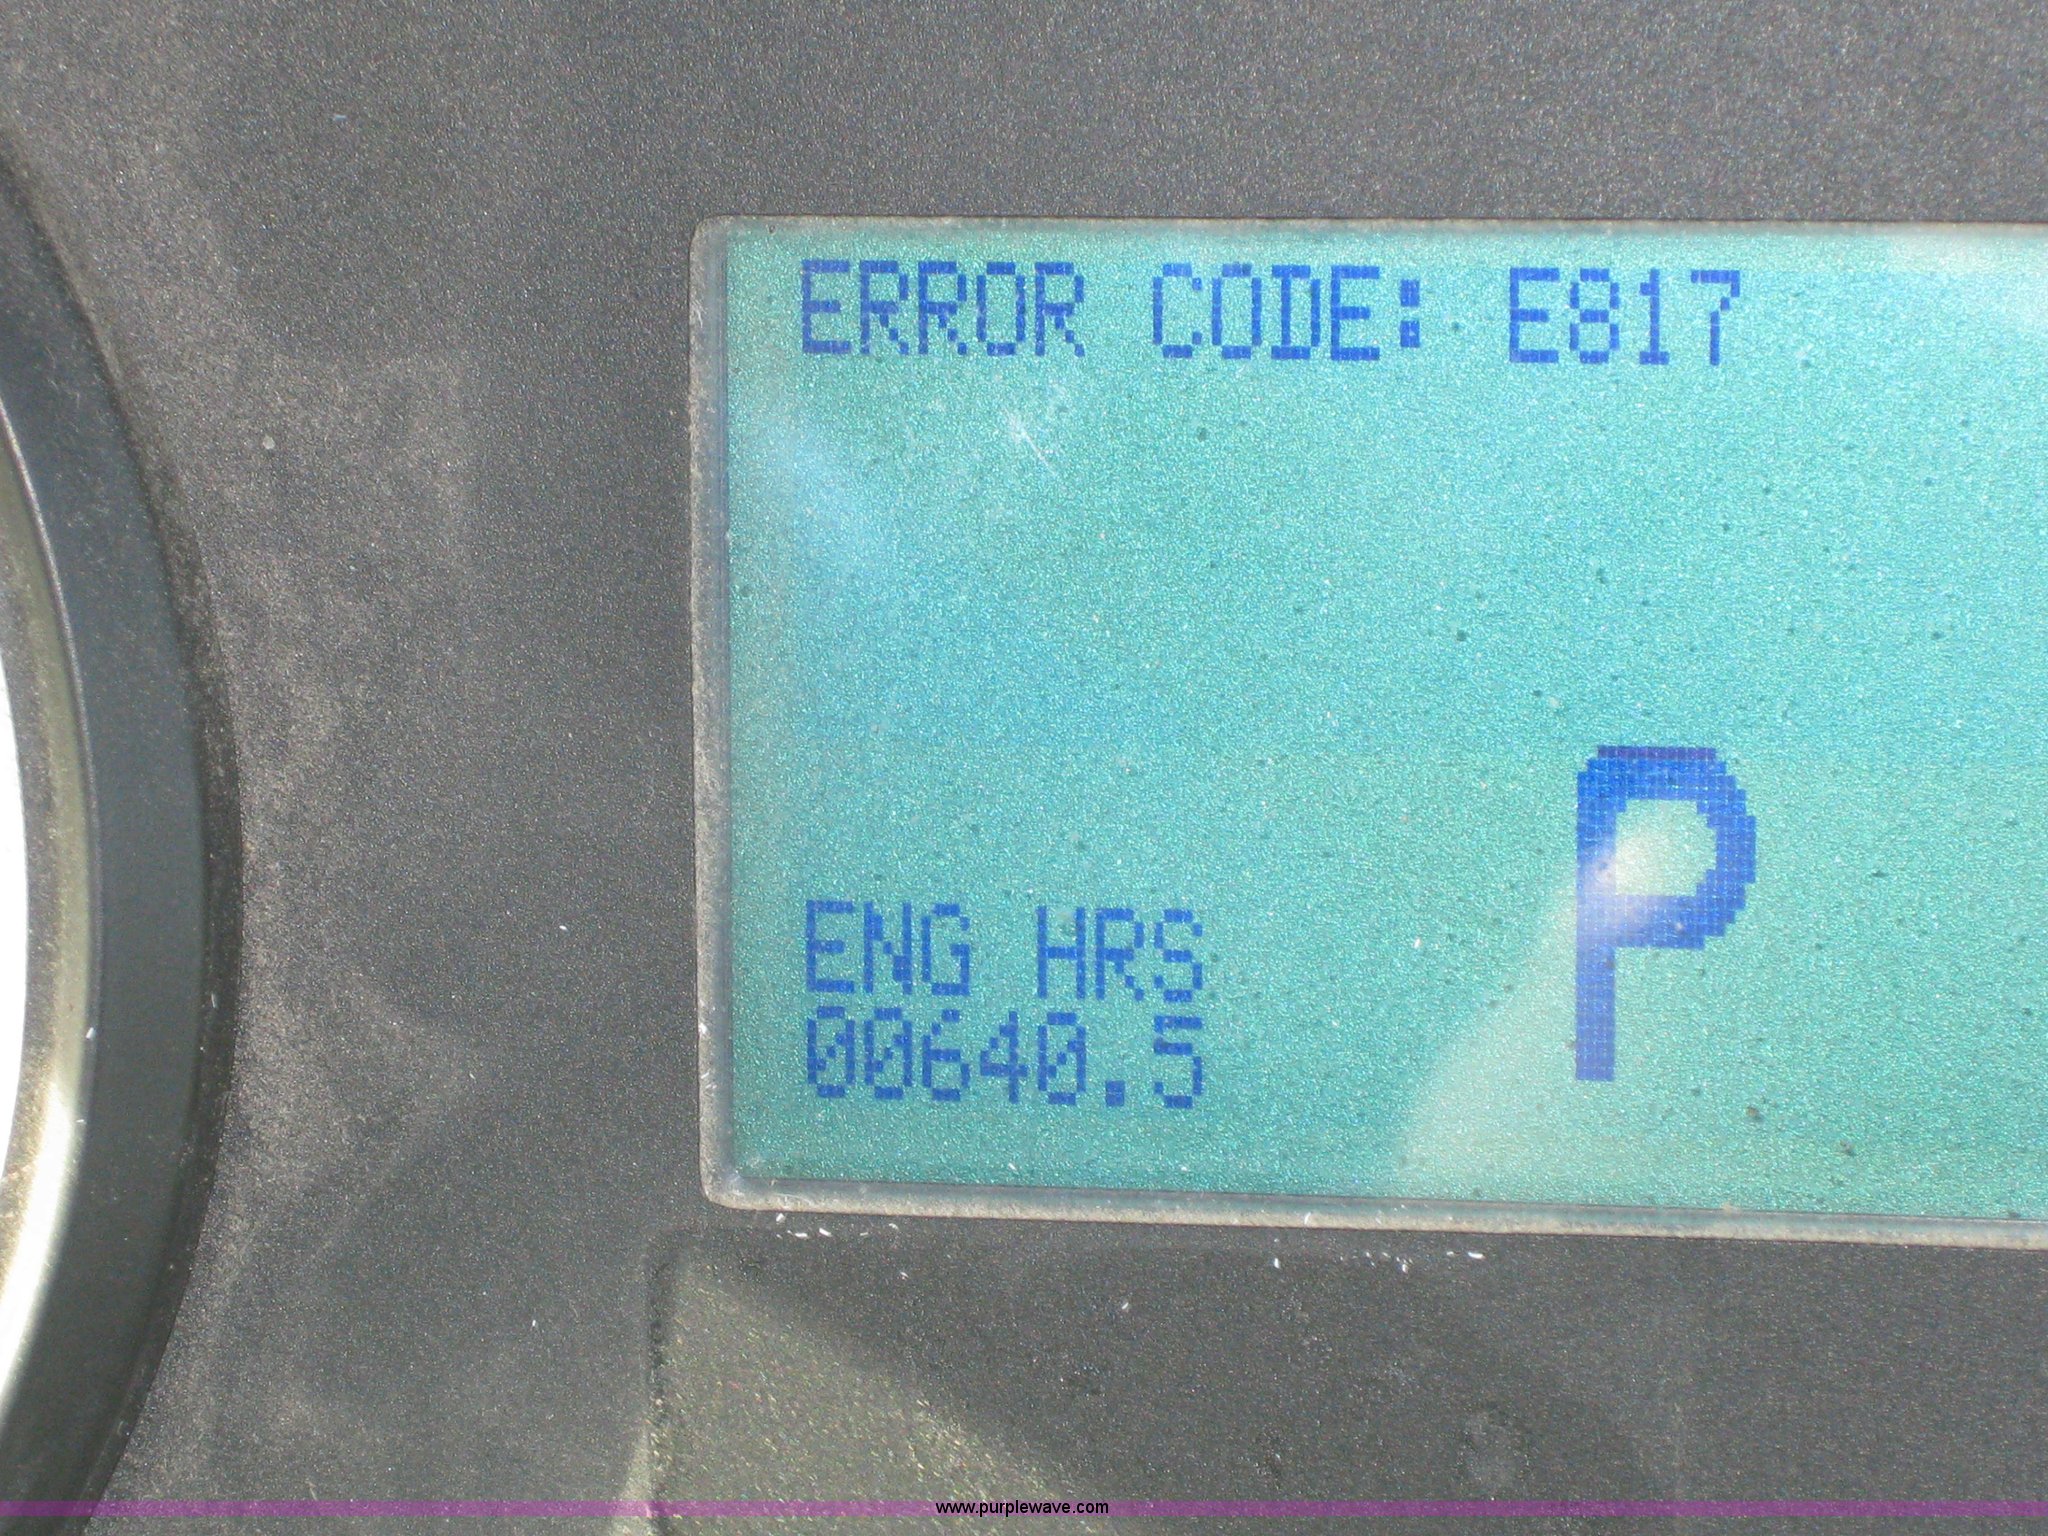 ERROR CODE: E817
P
ENG HRS
00640.5
www.purplewave.com